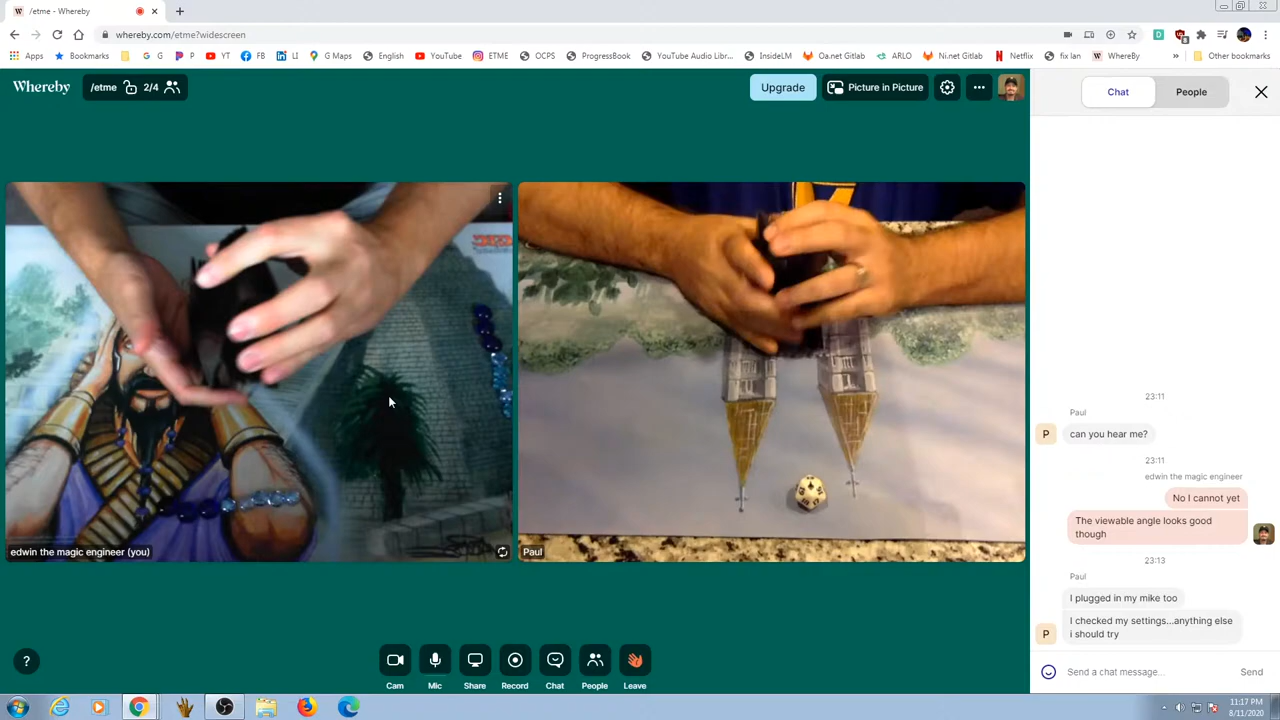 /etme - Whereby
whereby.com/etme?widescreen
Apps Bookmarks G P YT FB LI G Maps English YouTube ETME OCPS ProgressBook YouTube Audio Libr... InsideLM Oa.net Gitlab ARLO Ni.net Gitlab Netflix fix lan WhereBy » Other bookmarks
Whereby /etme 2/4 Upgrade Picture in Picture
Chat People
23:11
Paul
P can you hear me?
23:11
edwin the magic engineer
No I cannot yet
The viewable angle looks good
though
23:13
Paul
I plugged in my mike too
I checked my settings...anything else
P i should try
edwin the magic engineer (you) Paul
? Cam Mic Share Record Chat People Leave
Send a chat message... Send
11:17 PM
8/11/2020